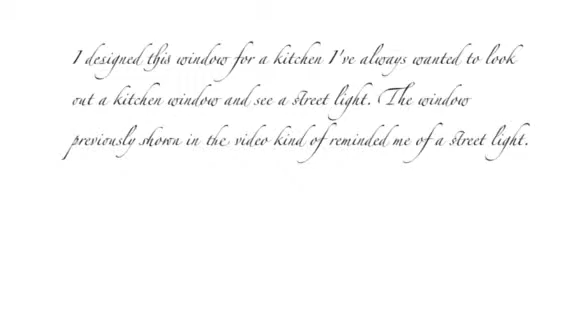 I designed this window for a kitchen I've always wanted to look
out a kitchen window and see a street light. The window
previously shown in the video kind of reminded me of a street light.